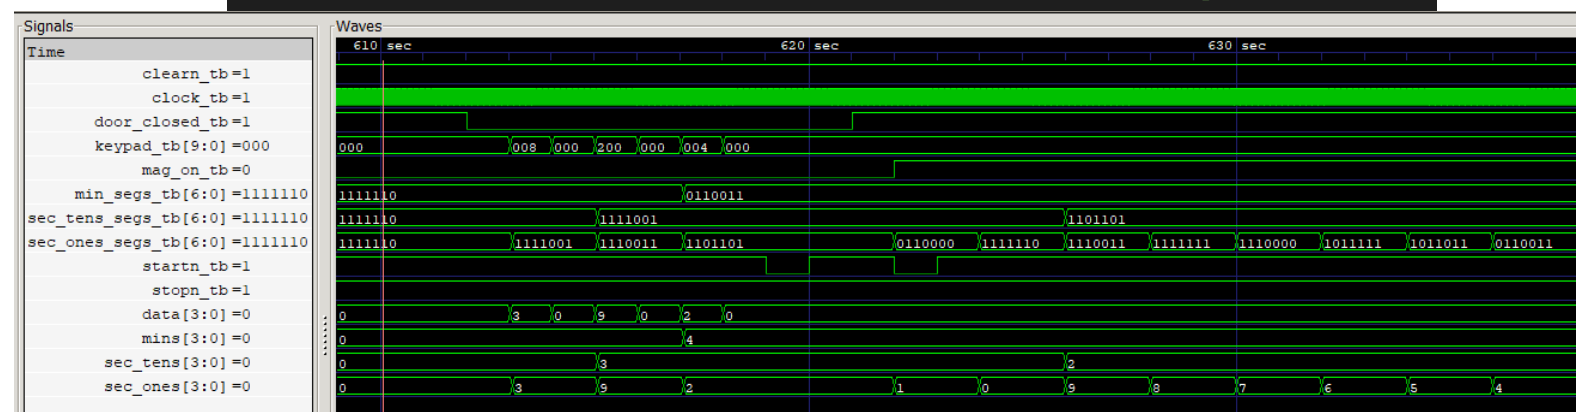 Signals Waves
Time 610 sec 620 sec 630 sec
clearn_tb=1
clock_tb=1
door_closed_tb=1
keypad_tb[9:0]=000 000 008 000 200 000 004 000
mag_on_tb=0
min_segs_tb[6:0]=1111110 1111110 0110011
sec_tens_segs_tb[6:0]=1111110 1111110 1111001 1101101
sec_ones_segs_tb[6:0]=1111110 1111110 1111001 1110011 1101101 0110000 1111110 1110011 1111111 1110000 1011111 1011011 0110011
startn_tb=1
stopn_tb=1
data[3:0]=0 0 3 0 9 0 2 0
mins[3:0]=0 0 4
sec_tens[3:0]=0 0 3 2
sec_ones[3:0]=0 0 3 9 2 1 0 9 8 7 6 5 4